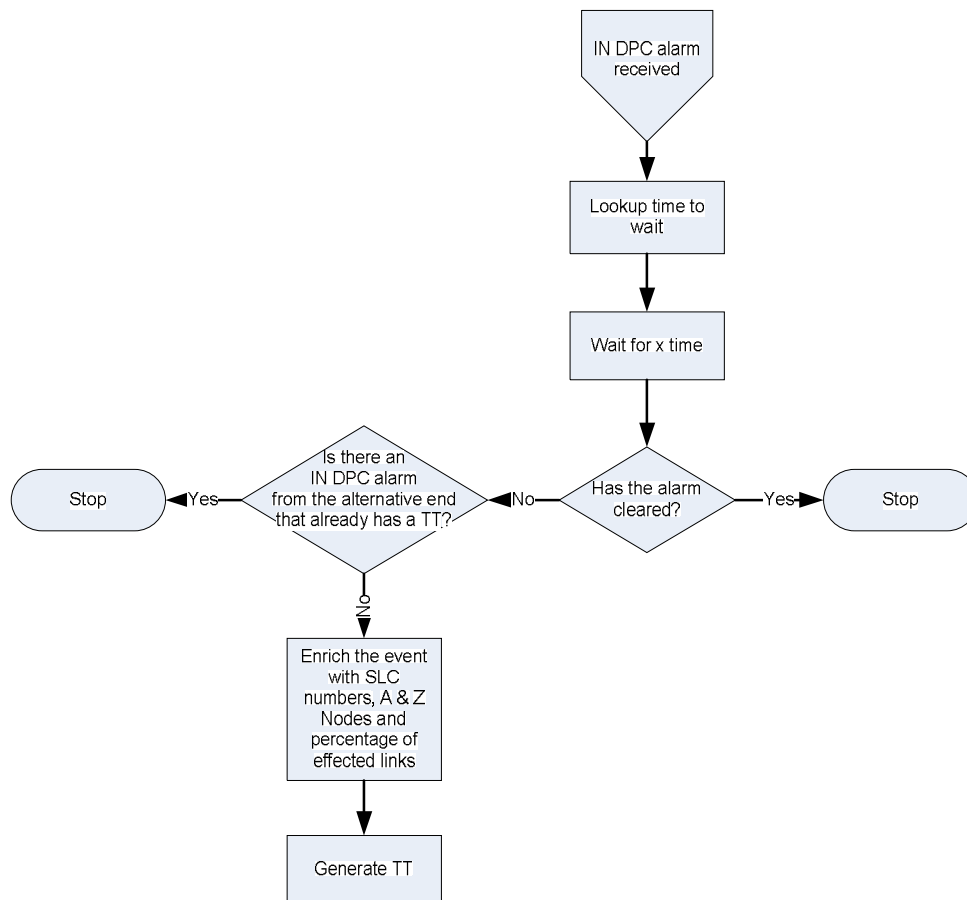 IN DPC alarm
received
Lookup time to
wait
Wait for x time
Has the alarm
cleared?
Yes
Stop
No
Is there an
IN DPC alarm
from the alternative end
that already has a TT?
Yes
Stop
No
Enrich the event
with SLC
numbers, A & Z
Nodes and
percentage of
effected links
Generate TT